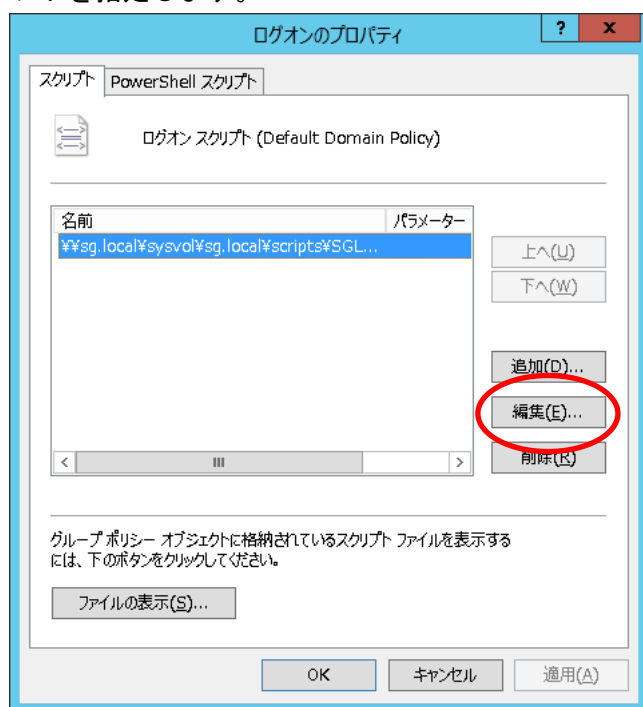 を指定します。
ログオンのプロパティ
? x
スクリプト PowerShell スクリプト
ログオン スクリプト (Default Domain Policy)
名前 パラメーター
¥¥sg.local¥sysvol¥sg.local¥scripts¥SGL...
上へ(U)
下へ(W)
追加(D)...
編集(E)...
削除(R)
グループ ポリシー オブジェクトに格納されているスクリプト ファイルを表示する
には、下のボタンをクリックしてください。
ファイルの表示(S)...
OK キャンセル 適用(A)